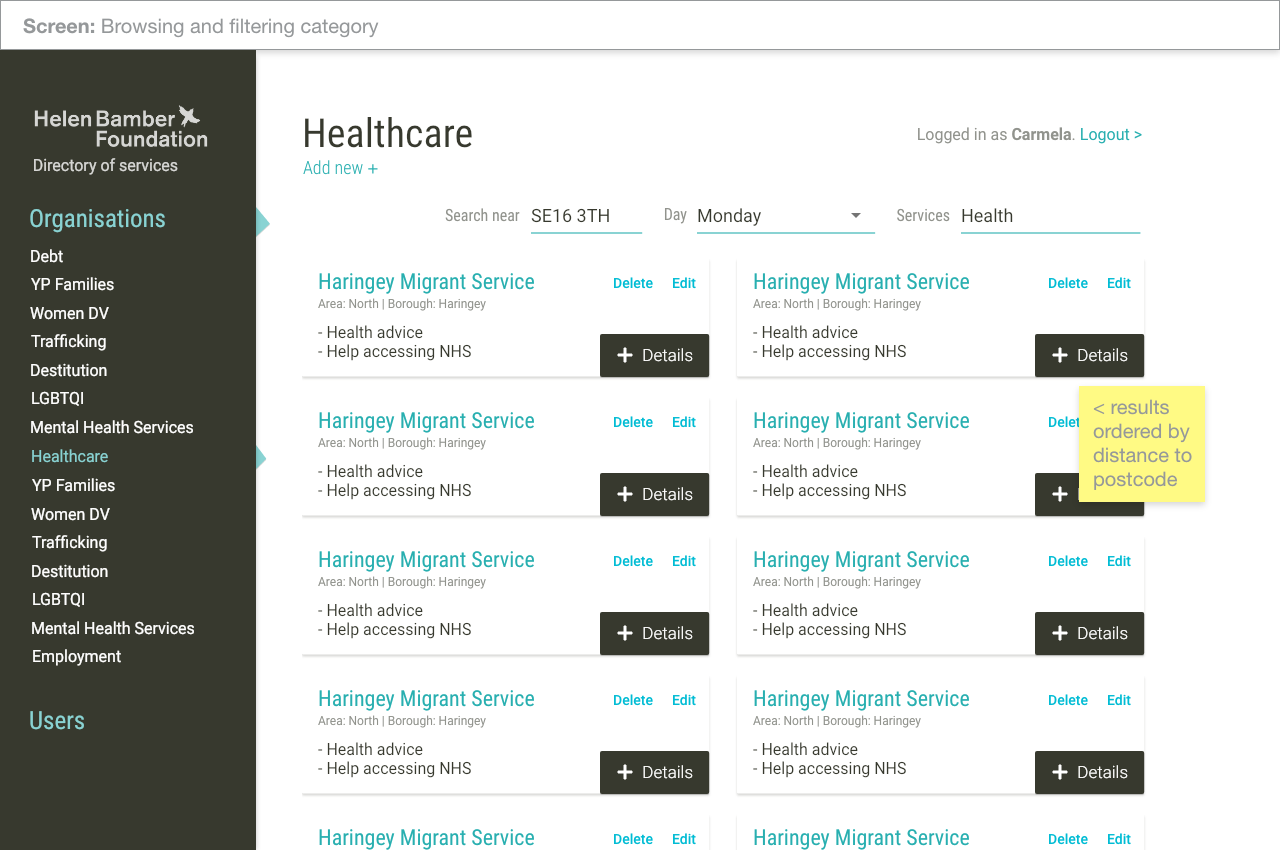 Screen: Browsing and filtering category
Helen Bamber
Foundation
Directory of services
Organisations
Debt
YP Families
Women DV
Trafficking
Destitution
LGBTQI
Mental Health Services
Healthcare
YP Families
Women DV
Trafficking
Destitution
LGBTQI
Mental Health Services
Employment
Users
Healthcare
Add new +
Logged in as Carmela. Logout >
Search near SE16 3TH Day Monday Services Health
Haringey Migrant Service Delete Edit
Area: North | Borough: Haringey
- Health advice
- Help accessing NHS
+ Details
Haringey Migrant Service Delete Edit
Area: North | Borough: Haringey
- Health advice
- Help accessing NHS
+ Details
Haringey Migrant Service Delete Edit
Area: North | Borough: Haringey
- Health advice
- Help accessing NHS
+ Details
Haringey Migrant Service
Area: North | Borough: Haringey
- Health advice
- Help accessing NHS
+
< results
ordered by
distance to
postcode
Haringey Migrant Service Delete Edit
Area: North | Borough: Haringey
- Health advice
- Help accessing NHS
+ Details
Haringey Migrant Service Delete Edit
Area: North | Borough: Haringey
- Health advice
- Help accessing NHS
+ Details
Haringey Migrant Service Delete Edit
Area: North | Borough: Haringey
- Health advice
- Help accessing NHS
+ Details
Haringey Migrant Service Delete Edit
Area: North | Borough: Haringey
- Health advice
- Help accessing NHS
+ Details
Haringey Migrant Service Delete Edit
Haringey Migrant Service Delete Edit